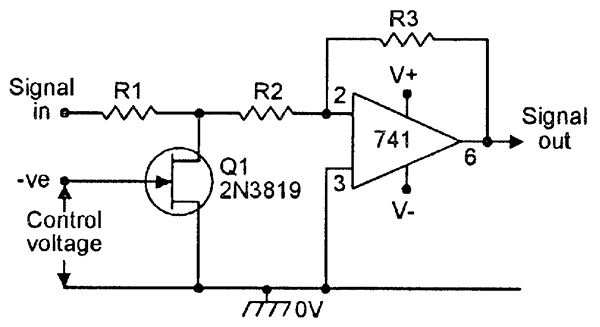 R3
Signal
in
R1
R2
V+
2
741
6
Signal
out
-ve
Q1
2N3819
3
V-
Control
voltage
0V